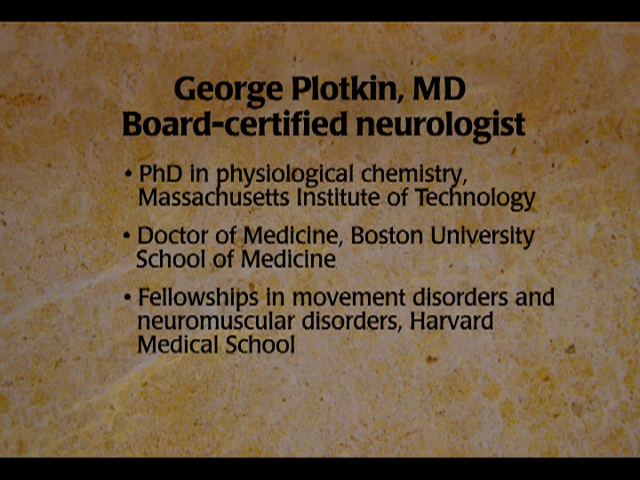 George Plotkin, MD
Board-certified neurologist
• PhD in physiological chemistry,
Massachusetts Institute of Technology
• Doctor of Medicine, Boston University
School of Medicine
• Fellowships in movement disorders and
neuromuscular disorders, Harvard
Medical School